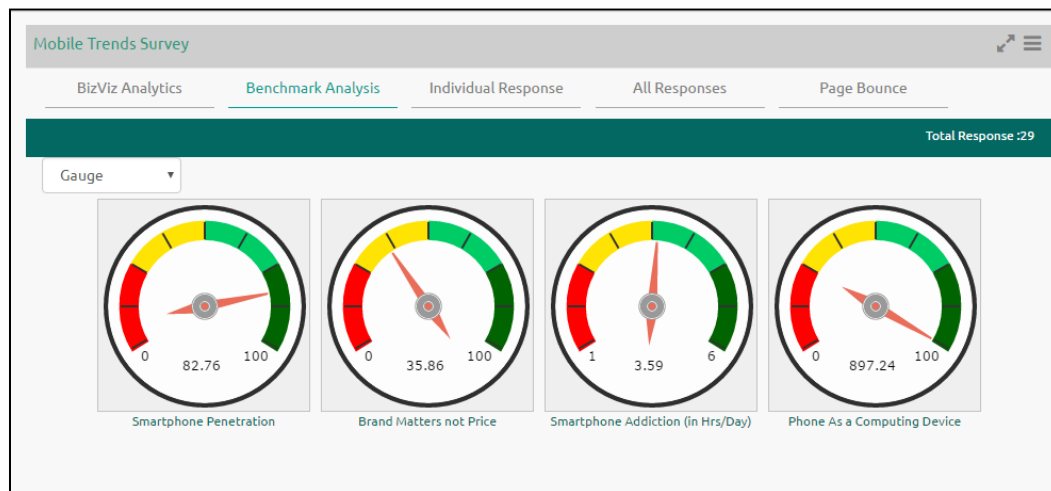 Mobile Trends Survey
BizViz Analytics Benchmark Analysis Individual Response All Responses Page Bounce
Total Response :29
Gauge
0 100 0 100 1 6 0 100
82.76 35.86 3.59 897.24
Smartphone Penetration Brand Matters not Price Smartphone Addiction (in Hrs/Day) Phone As a Computing Device